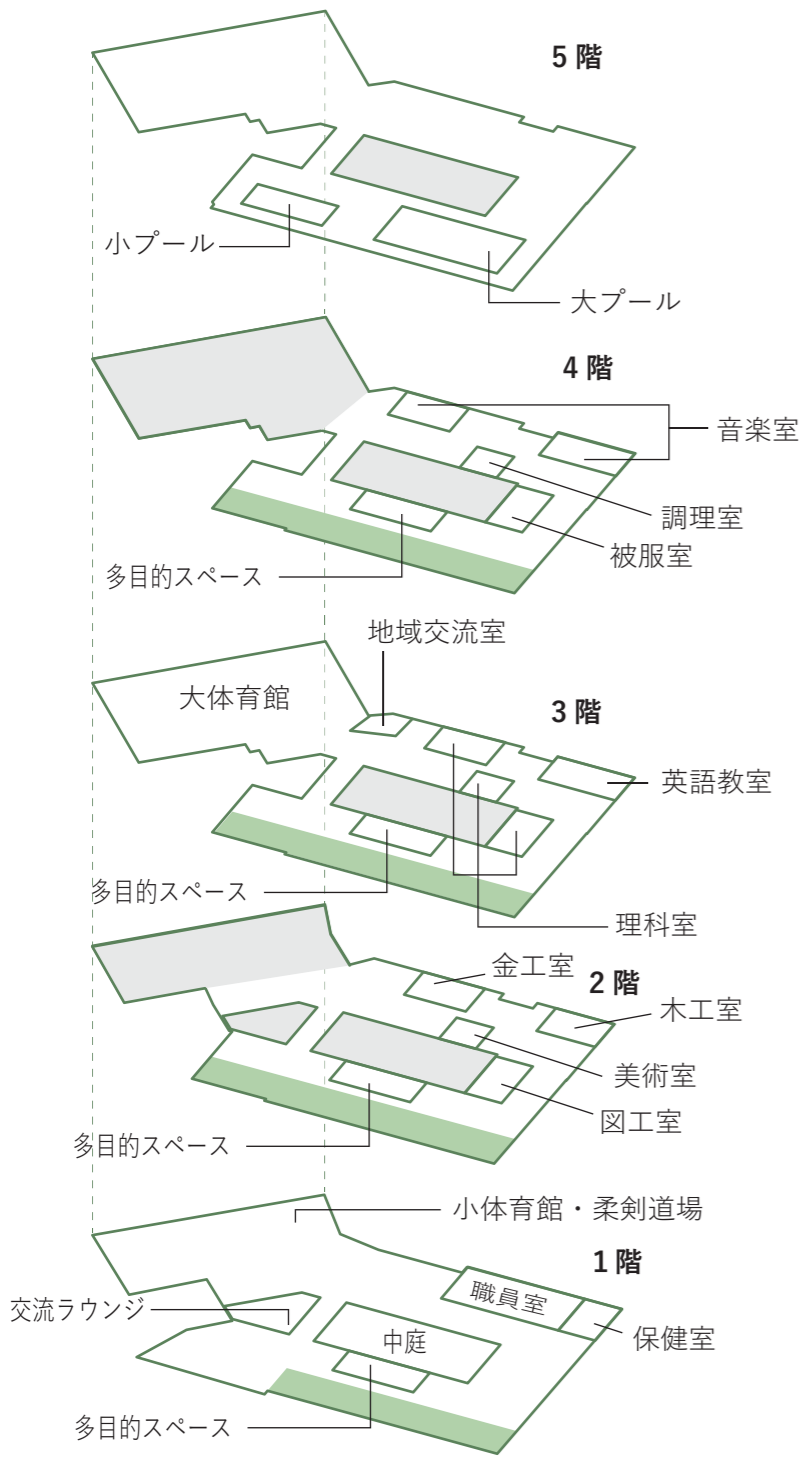 5 階
小プール
大プール
4 階
音楽室
調理室
被服室
多目的スペース
地域交流室
大体育館
3 階
英語教室
多目的スペース
理科室
金工室
2 階
木工室
美術室
図工室
多目的スペース
小体育館・柔剣道場
1 階
職員室
交流ラウンジ
中庭
保健室
多目的スペース